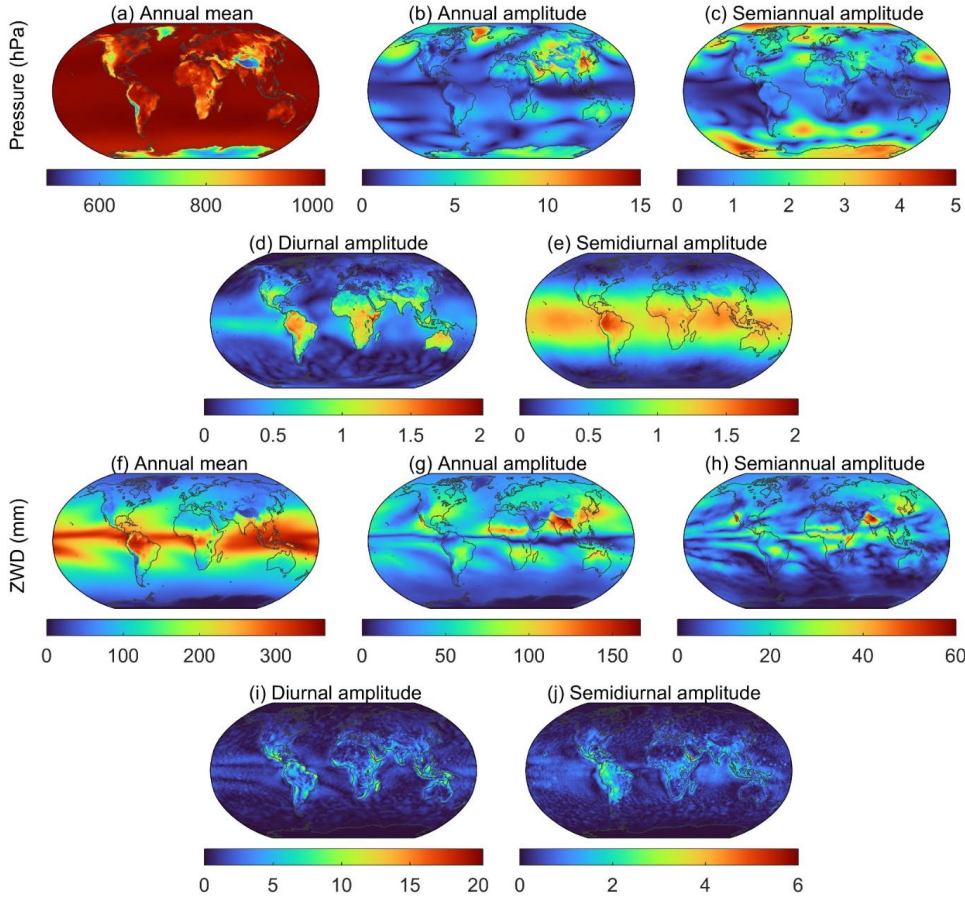 (a) Annual mean
(b) Annual amplitude
(c) Semiannual amplitude
Pressure (hPa)
600 800 1000
0 5 10 15
0 1 2 3 4 5
(d) Diurnal amplitude
(e) Semidiurnal amplitude
0 0.5 1 1.5 2
0 0.5 1 1.5 2
(f) Annual mean
(g) Annual amplitude
(h) Semiannual amplitude
ZWD (mm)
0 100 200 300
0 50 100 150
0 20 40 60
(i) Diurnal amplitude
(j) Semidiurnal amplitude
0 5 10 15 20
0 2 4 6